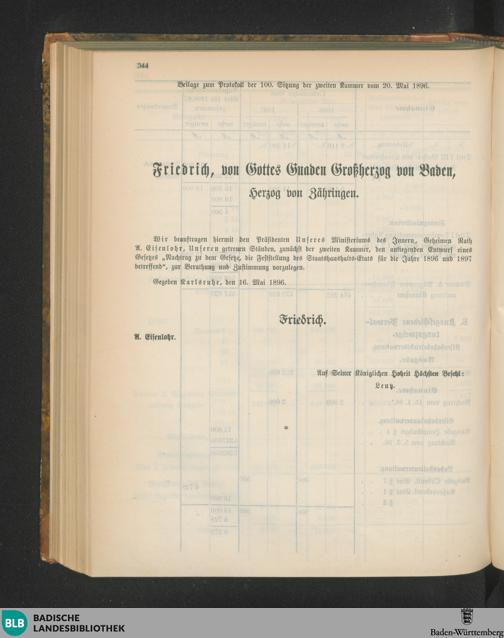 344
Beilage zum Protokoll der 100. Sitzung der zweiten Kammer vom 20. Mai 1896.
Friedrich, von Gottes Gnaden Großherzog von Baden,
Herzog von Zähringen.
Wir beauftragen hiermit den Präsidenten Unseres Ministeriums des Innern, Geheimen Rath
A. Eisenlohr, Unseren getreuen Ständen, zunächst der zweiten Kammer, den anliegenden Entwurf eines
Gesetzes „Nachtrag zu dem Gesetz, die Feststellung des Staatshaushalts-Etats für die Jahre 1896 und 1897
betreffend“, zur Berathung und Zustimmung vorzulegen.
Gegeben Karlsruhe, den 16. Mai 1896.
Friedrich.
A. Eisenlohr.
Auf Seiner Königlichen Hoheit Höchsten Befehl:
Leutz.
BLB BADISCHE
LANDESBIBLIOTHEK
Baden-Württemberg